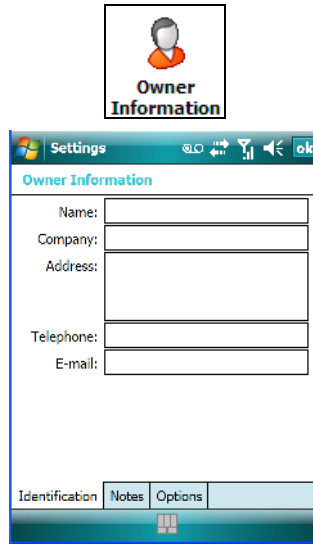 Owner
Information
Settings ok
Owner Information
Name:
Company:
Address:
Telephone:
E-mail:
Identification Notes Options